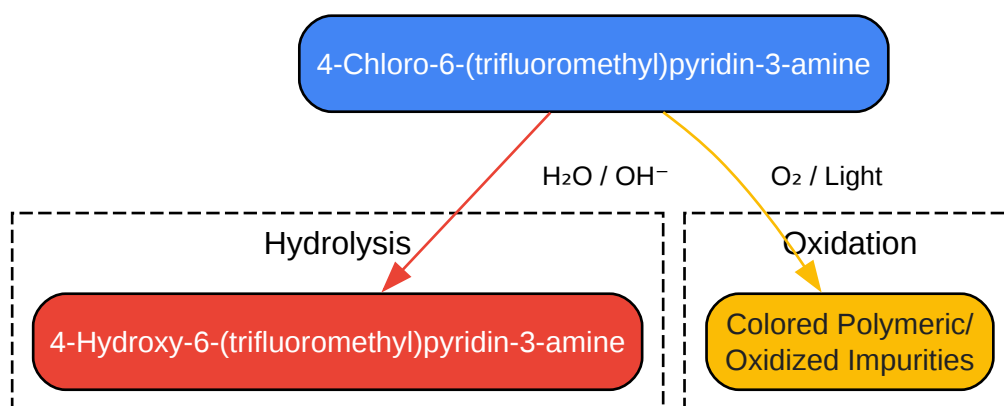 4-Chloro-6-(trifluoromethyl)pyridin-3-amine
H₂O / OH⁻
O₂ / Light
Hydrolysis
Oxidation
4-Hydroxy-6-(trifluoromethyl)pyridin-3-amine
Colored Polymeric/
Oxidized Impurities